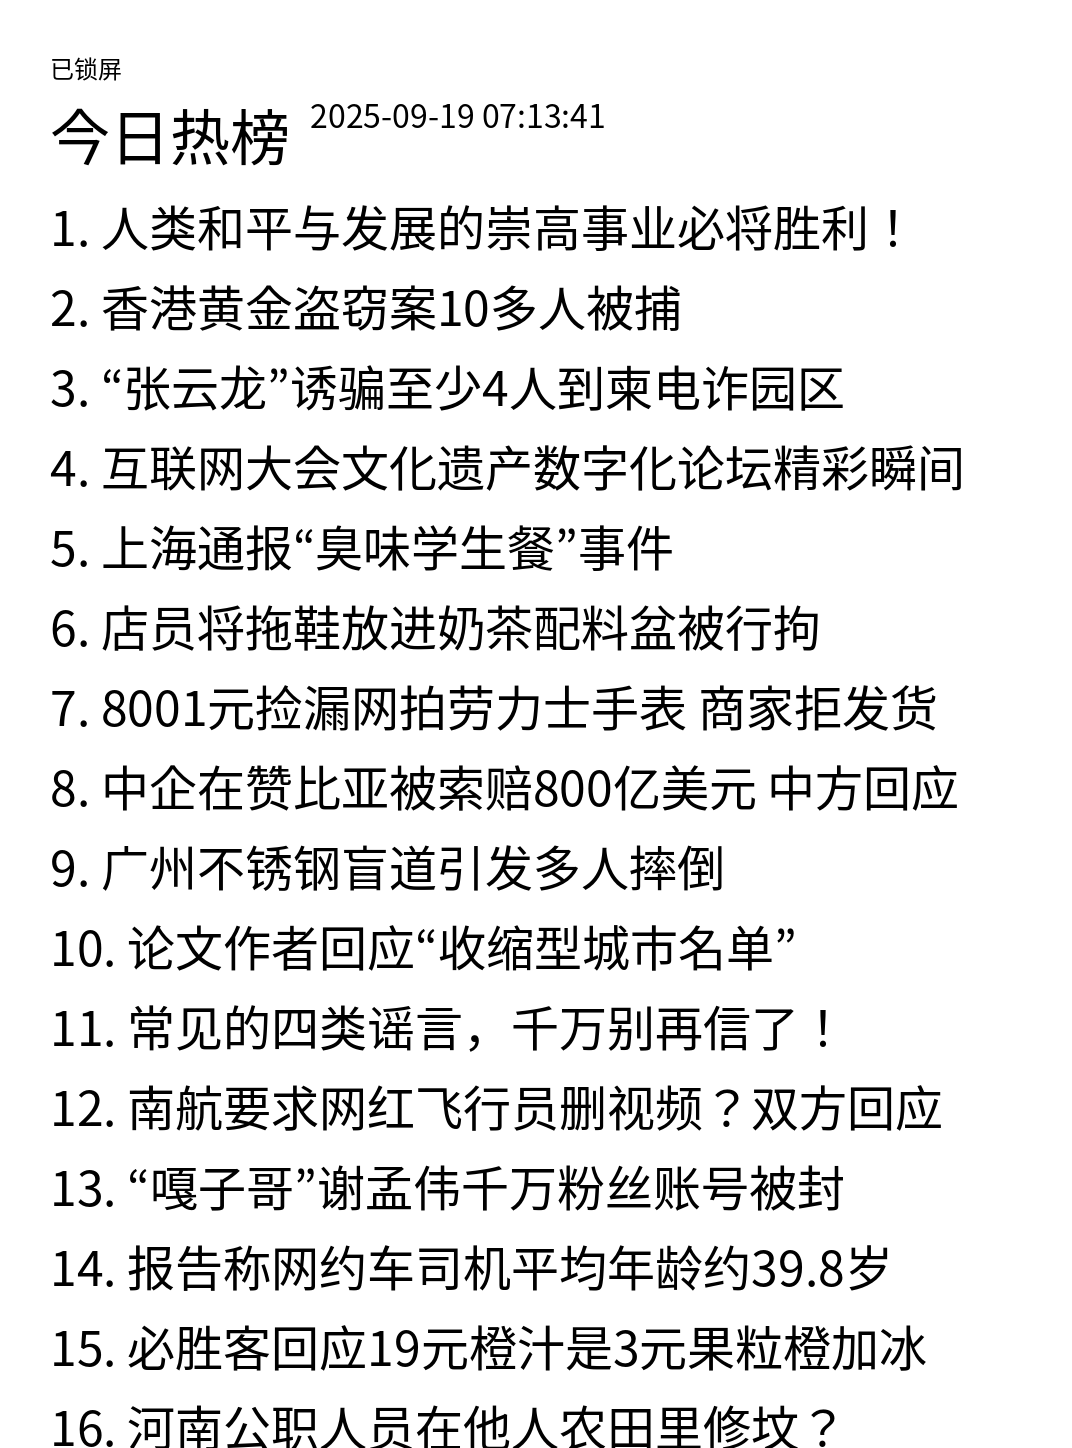 已锁屏
今日热榜 2025-09-19 07:13:41
1. 人类和平与发展的崇高事业必将胜利！
2. 香港黄金盗窃案10多人被捕
3. “张云龙”诱骗至少4人到柬电诈园区
4. 互联网大会文化遗产数字化论坛精彩瞬间
5. 上海通报“臭味学生餐”事件
6. 店员将拖鞋放进奶茶配料盆被行拘
7. 8001元捡漏网拍劳力士手表 商家拒发货
8. 中企在赞比亚被索赔800亿美元 中方回应
9. 广州不锈钢盲道引发多人摔倒
10. 论文作者回应“收缩型城市名单”
11. 常见的四类谣言，千万别再信了！
12. 南航要求网红飞行员删视频？双方回应
13. “嘎子哥”谢孟伟千万粉丝账号被封
14. 报告称网约车司机平均年龄约39.8岁
15. 必胜客回应19元橙汁是3元果粒橙加冰
16. 河南公职人员在他人农田里修坟？